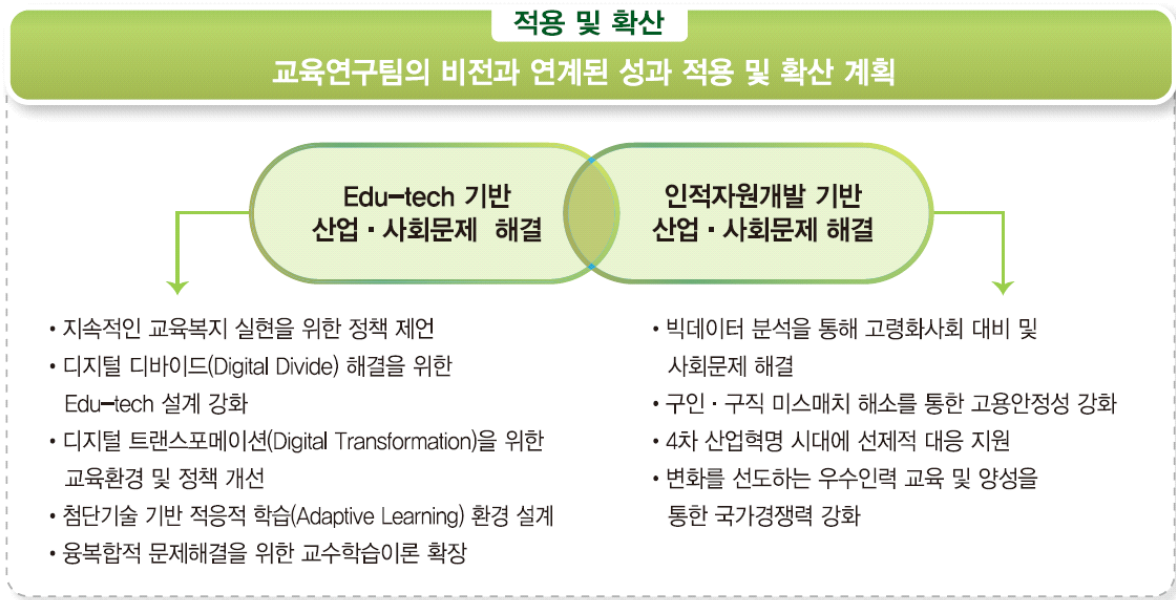 적용 및 확산
교육연구팀의 비전과 연계된 성과 적용 및 확산 계획
Edu-tech 기반
산업·사회문제 해결
인적자원개발 기반
산업·사회문제 해결
• 지속적인 교육복지 실현을 위한 정책 제언
• 디지털 디바이드(Digital Divide) 해결을 위한
Edu-tech 설계 강화
• 디지털 트랜스포메이션(Digital Transformation)을 위한
교육환경 및 정책 개선
• 첨단기술 기반 적응적 학습(Adaptive Learning) 환경 설계
• 융복합적 문제해결을 위한 교수학습이론 확장
• 빅데이터 분석을 통해 고령화사회 대비 및
사회문제 해결
• 구인·구직 미스매치 해소를 통한 고용안정성 강화
• 4차 산업혁명 시대에 선제적 대응 지원
• 변화를 선도하는 우수인력 교육 및 양성을
통한 국가경쟁력 강화